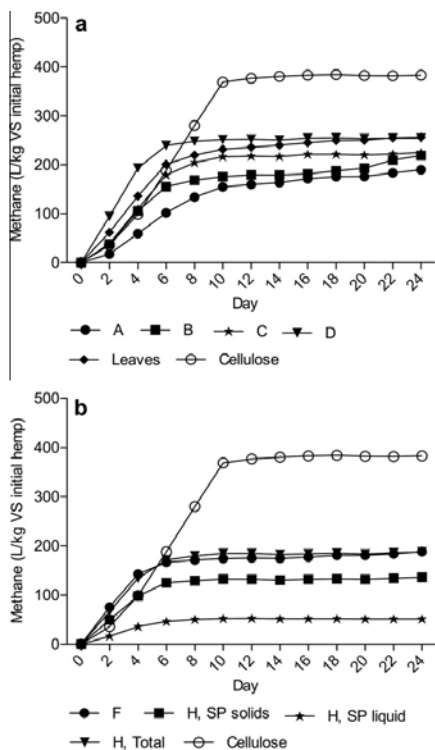 a
Methane (L/kg VS initial hemp)
500
400
300
200
100
0
0 2 4 6 8 10 12 14 16 18 20 22 24
Day
A B C D
Leaves Cellulose
b
Methane (L/kg VS initial hemp)
500
400
300
200
100
0
0 2 4 6 8 10 12 14 16 18 20 22 24
Day
F H, SP solids H, SP liquid
H, Total Cellulose